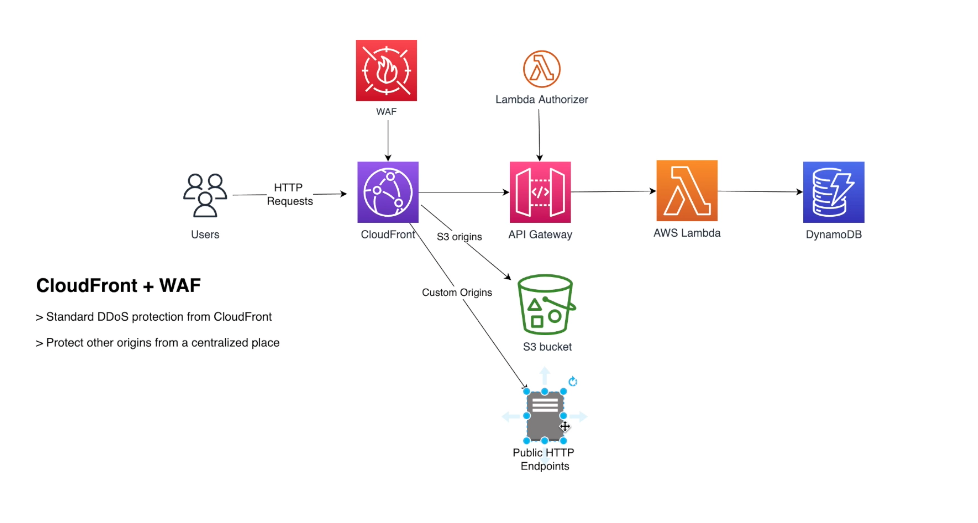 WAF
Lambda Authorizer
HTTP
Requests
Users
CloudFront
API Gateway
AWS Lambda
DynamoDB
S3 origins
CloudFront + WAF
Custom Origins
> Standard DDoS protection from CloudFront
> Protect other origins from a centralized place
S3 bucket
Public HTTP
Endpoints